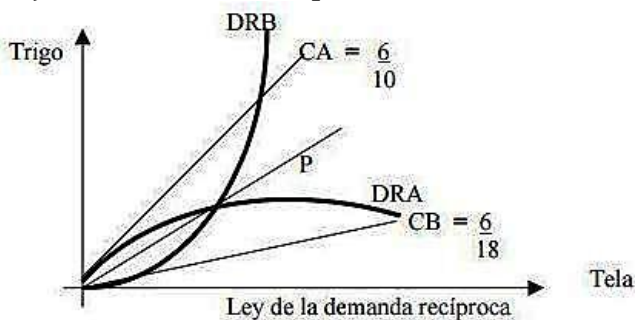 DRB
Trigo
CA = 6
10
P
DRA
CB = 6
18
Tela
Ley de la demanda recíproca